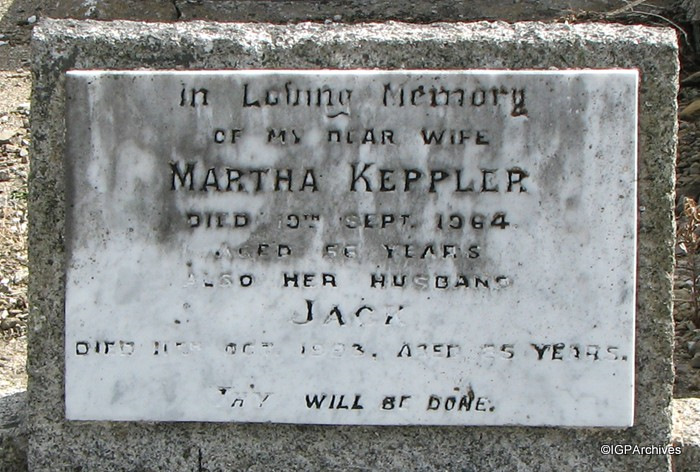 In Loving Memory
OF MY DEAR WIFE
MARTHA KEPPLER
DIED SEPT. 1964
AGED YEARS
ALSO HER HUSBAND
JACK
DIED 11TH OCT. AGED YEARS.
THY WILL BE DONE.
©IGPArchives